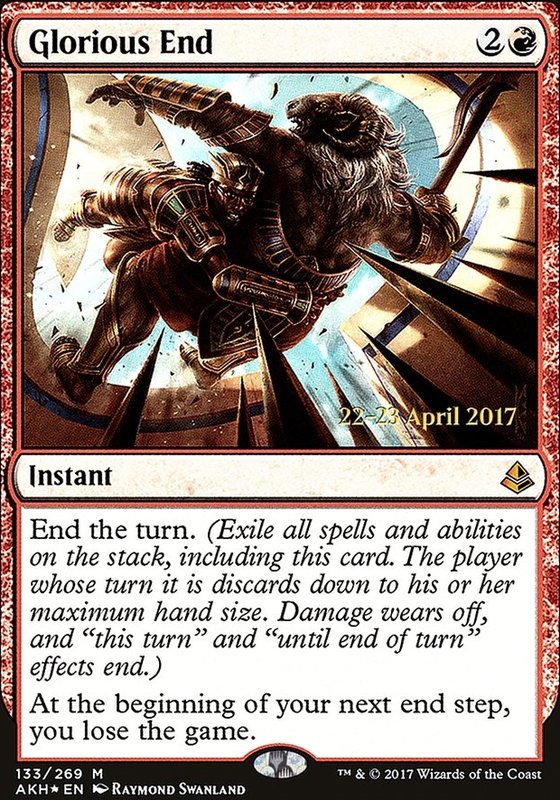 Glorious End 2
22-23 April 2017
Instant
End the turn. (Exile all spells and abilities
on the stack, including this card. The player
whose turn it is discards down to his or her
maximum hand size. Damage wears off,
and “this turn” and “until end of turn”
effects end.)
At the beginning of your next end step,
you lose the game.
133/269 M
AKH★EN RAYMOND SWANLAND
™ & © 2017 Wizards of the Coast